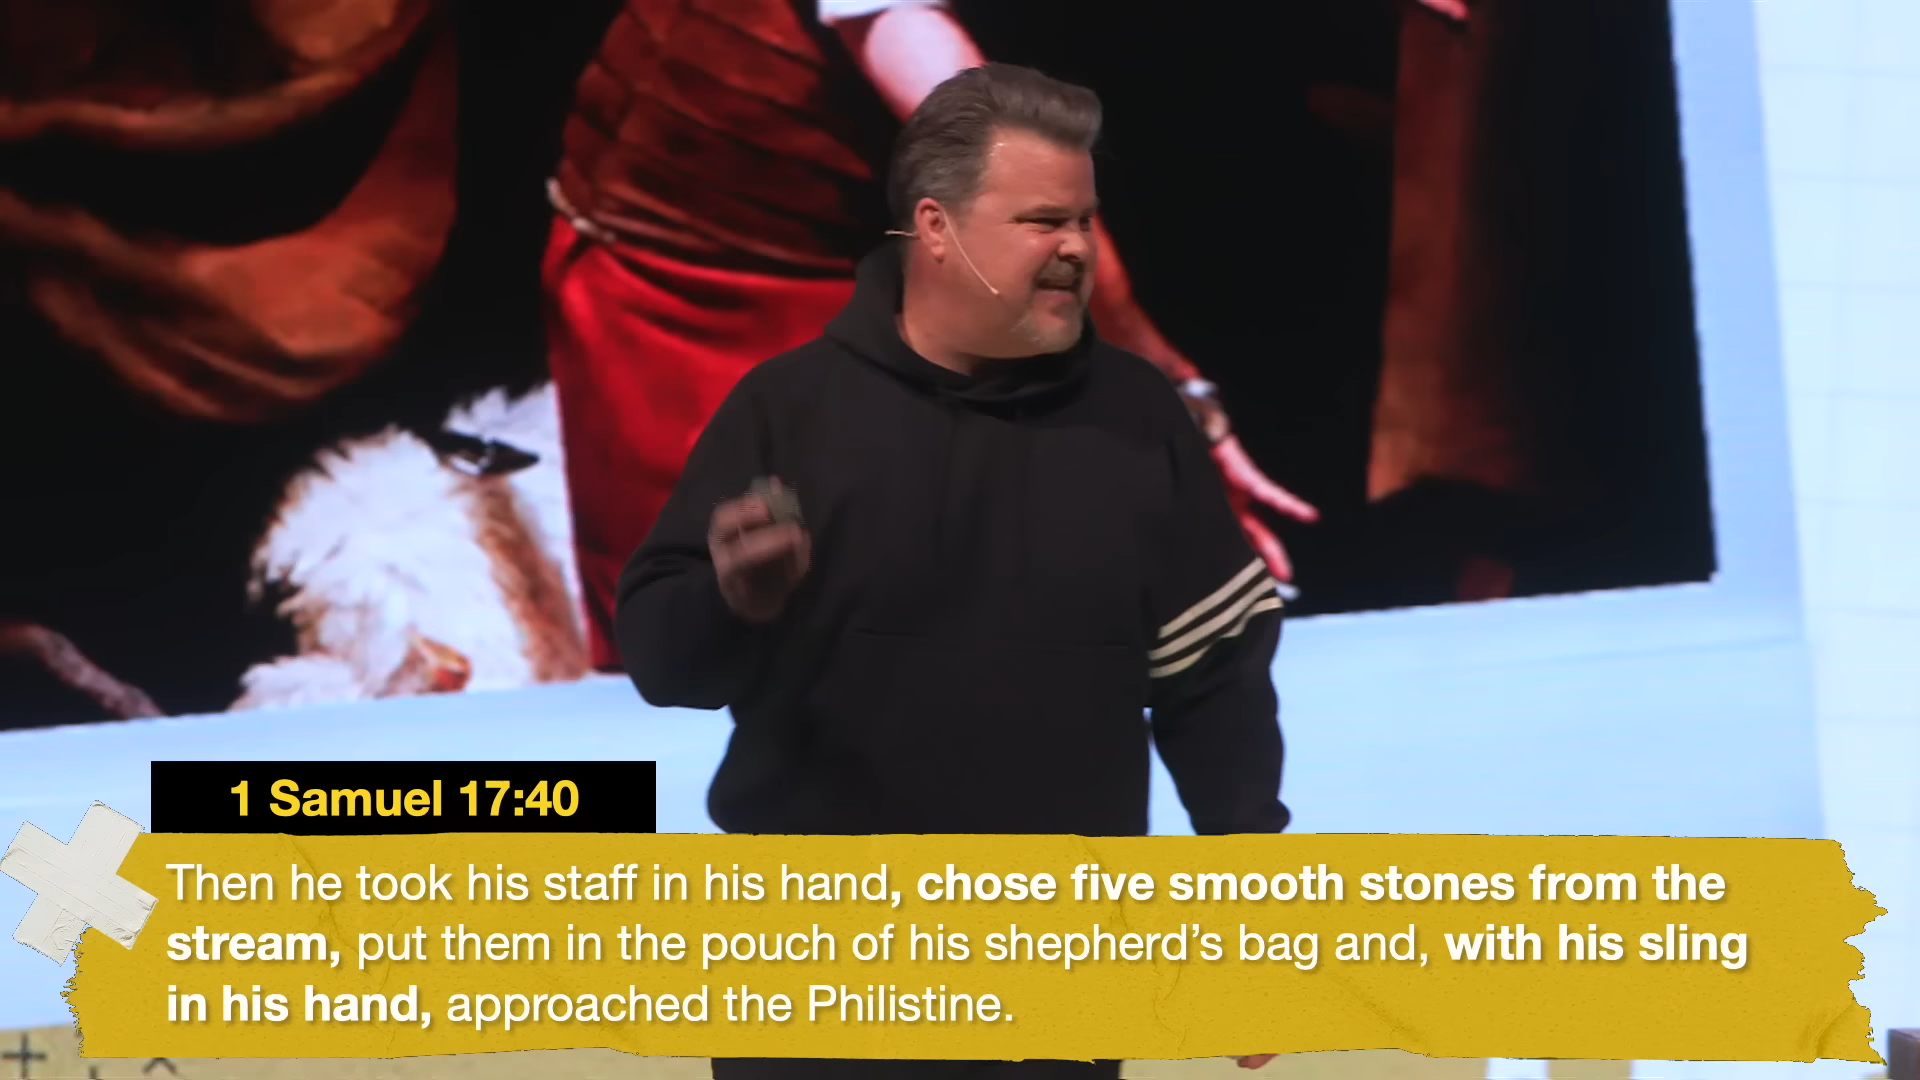 1 Samuel 17:40
Then he took his staff in his hand, chose five smooth stones from the
stream, put them in the pouch of his shepherd’s bag and, with his sling
in his hand, approached the Philistine.